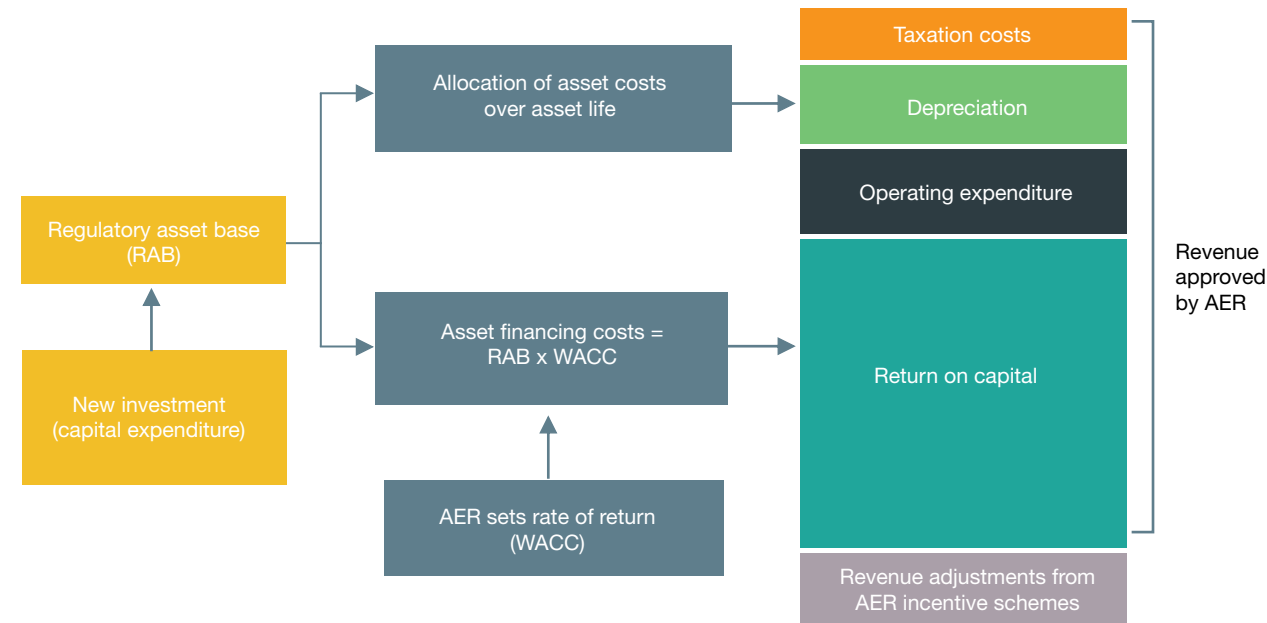 Regulatory asset base
(RAB)
New investment
(capital expenditure)
Allocation of asset costs
over asset life
Asset financing costs =
RAB x WACC
AER sets rate of return
(WACC)
Taxation costs
Depreciation
Operating expenditure
Return on capital
Revenue adjustments from
AER incentive schemes
Revenue
approved
by AER